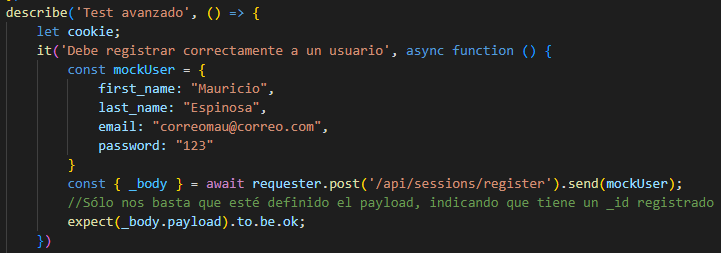 describe('Test avanzado', () => {
let cookie;
it('Debe registrar correctamente a un usuario', async function () {
const mockUser = {
first_name: "Mauricio",
last_name: "Espinosa",
email: "correomau@correo.com",
password: "123"
}
const { _body } = await requester.post('/api/sessions/register').send(mockUser);
//Sólo nos basta que esté definido el payload, indicando que tiene un _id registrado
expect(_body.payload).to.be.ok;
})